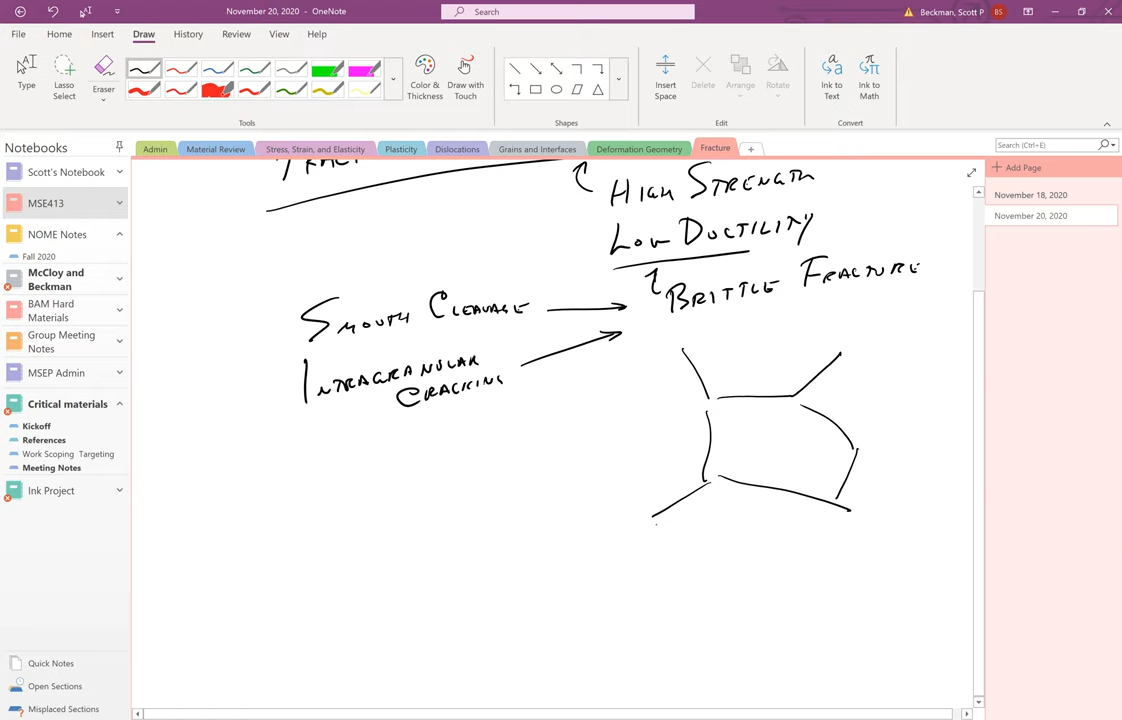 November 20, 2020 - OneNote
Search
Beckman, Scott P
BS
File
Home
Insert
Draw
History
Review
View
Help
Type
Lasso Select
Eraser
Color & Thickness
Draw with Touch
Insert Space
Delete
Arrange
Rotate
Ink to Text
Ink to Math
Tools
Shapes
Edit
Convert
Notebooks
Admin
Material Review
Stress, Strain, and Elasticity
Plasticity
Dislocations
Grains and Interfaces
Deformation Geometry
Fracture
Search (Ctrl+E)
Scott's Notebook
MSE413
NOME Notes
Fall 2020
McCloy and Beckman
BAM Hard Materials
Group Meeting Notes
MSEP Admin
Critical materials
Kickoff
References
Work Scoping Targeting
Meeting Notes
Ink Project
Quick Notes
Open Sections
Misplaced Sections
Add Page
November 18, 2020
November 20, 2020
HIGH STRENGTH
LOW DUCTILITY
BRITTLE FRACTURE
SMOUTH CLEAVAGE
INTRAGRANULAR
CRACKING